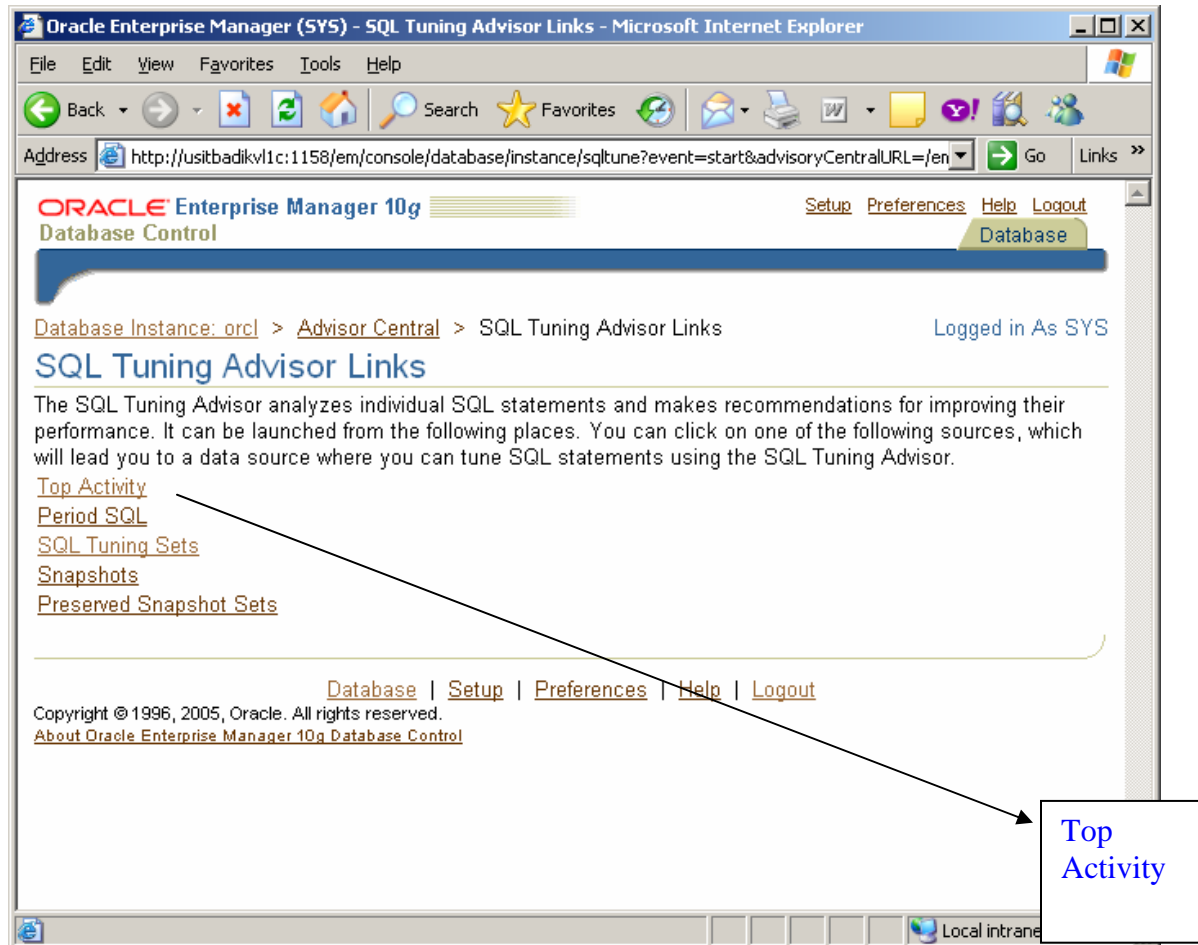 Oracle Enterprise Manager (SYS) - SQL Tuning Advisor Links - Microsoft Internet Explorer
File Edit View Favorites Tools Help
Back Search Favorites
Address http://usitbadikvl1c:1158/em/console/database/instance/sqltune?event=start&advisoryCentralURL=/en Go Links »
ORACLE Enterprise Manager 10g
Setup Preferences Help Logout
Database Control
Database
Database Instance: orcl > Advisor Central > SQL Tuning Advisor Links
Logged in As SYS
SQL Tuning Advisor Links
The SQL Tuning Advisor analyzes individual SQL statements and makes recommendations for improving their
performance. It can be launched from the following places. You can click on one of the following sources, which
will lead you to a data source where you can tune SQL statements using the SQL Tuning Advisor.
Top Activity
Period SQL
SQL Tuning Sets
Snapshots
Preserved Snapshot Sets
Database | Setup | Preferences | Help | Logout
Copyright © 1996, 2005, Oracle. All rights reserved.
About Oracle Enterprise Manager 10g Database Control
Top
Activity
Local intrane